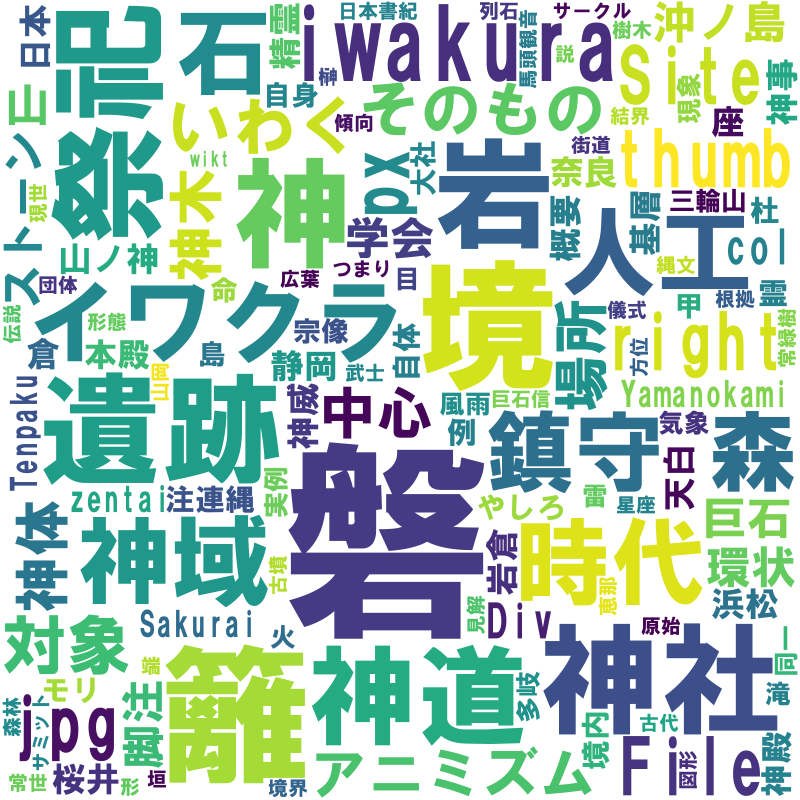 日本
祭祀
石
精霊
iwakura
日本書紀
列石
サークル
馬頭観音
説
樹木
沖ノ島
自身
榊
いわく
傾向
そのもの
Site
現象
神事
結界
座
山
ストーン
現世
wikt
神木
神
px
大社
岩
街道
奈良
thumb
概要
基層
三輪山
杜
山ノ神
学会
人工
col
縄文
霊
団体
広葉
つまり
命
伝説
形態
イワクラ
宗像
境
場所
儀式
甲
根拠
right
常緑樹
倉
本殿
島
静岡
武士
自体
方位
Tenpaku
遺跡
神威
中心
風雨
巨石信
例
Yamanokami
気象
鎮守
森
天白
zentai
注連縄
実例
磐
やしろ
雷
星座
神体
神域
古墳
岩倉
時代
巨石
環状
恵那
浜松
対象
Sakurai
火
見解
Div
原始
同一
モリ
端
籬
神道
多岐
神社
滝
森林
サミット
jpg
脚注
境内
古代
File
図形
神殿
常世
桜井
形
垣
境界
アニミズム